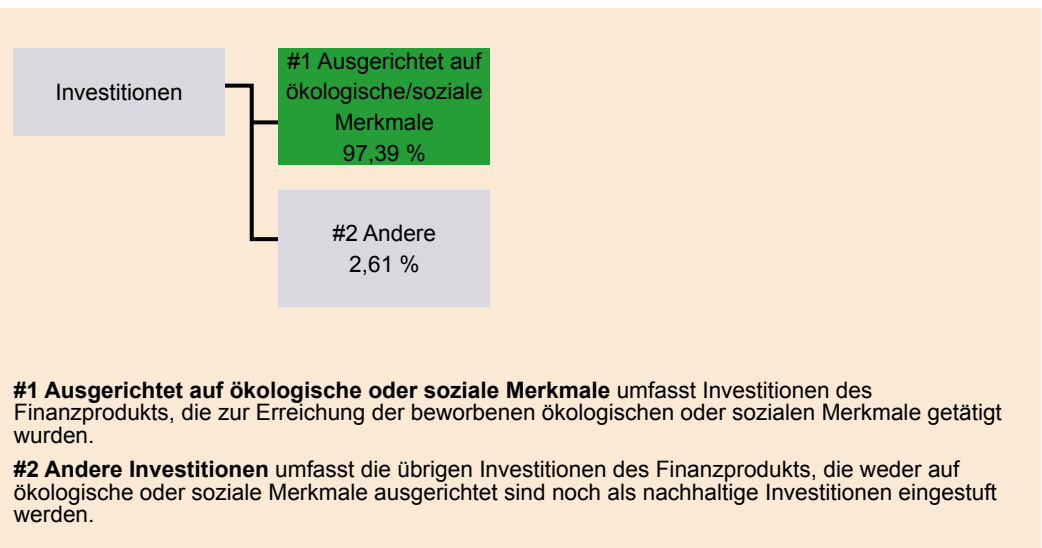 Investitionen
#1 Ausgerichtet auf
ökologische/soziale
Merkmale
97,39 %
#2 Andere
2,61 %
#1 Ausgerichtet auf ökologische oder soziale Merkmale umfasst Investitionen des
Finanzprodukts, die zur Erreichung der beworbenen ökologischen oder sozialen Merkmale getätigt
wurden.
#2 Andere Investitionen umfasst die übrigen Investitionen des Finanzprodukts, die weder auf
ökologische oder soziale Merkmale ausgerichtet sind noch als nachhaltige Investitionen eingestuft
werden.